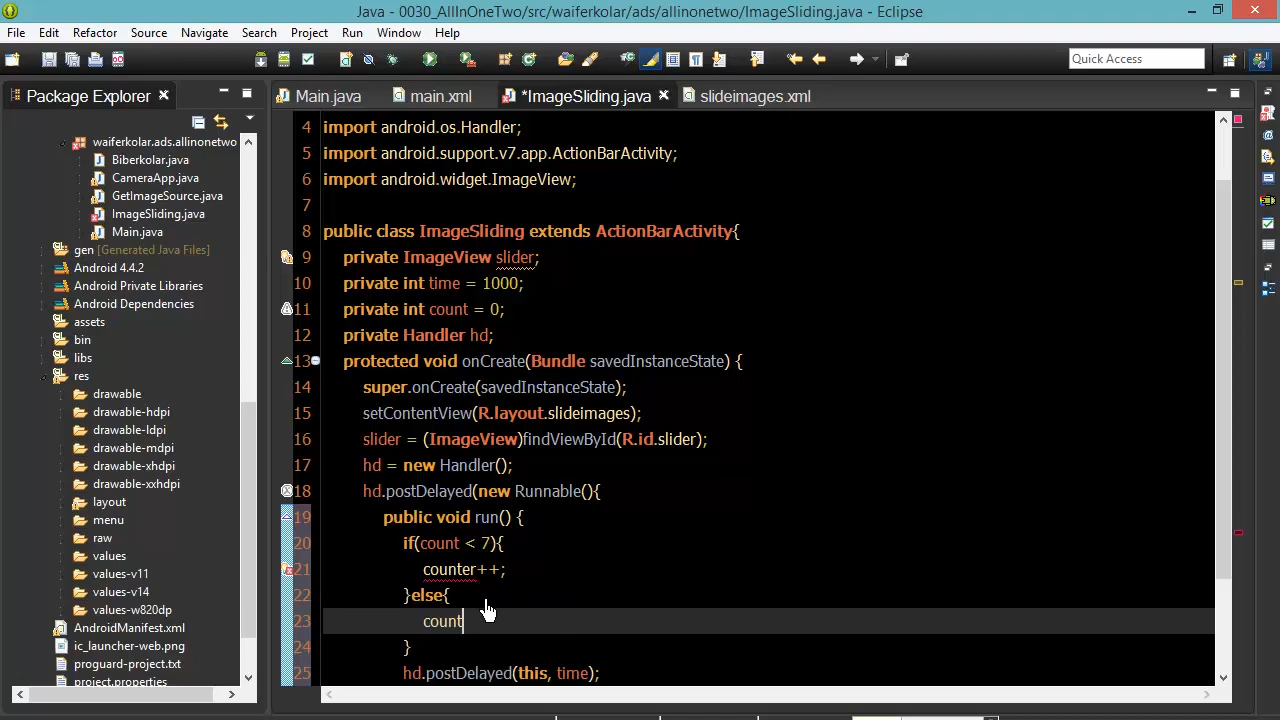 Java - 0030_AllInOneTwo/src/waiferkolar/ads/allinonetwo/ImageSliding.java - Eclipse
File Edit Refactor Source Navigate Search Project Run Window Help
Quick Access
Package Explorer
Main.java
main.xml
*ImageSliding.java
slideimages.xml
waiferkolar.ads.allinonetwo
Biberkolar.java
CameraApp.java
GetImageSource.java
ImageSliding.java
Main.java
gen [Generated Java Files]
Android 4.4.2
Android Private Libraries
Android Dependencies
assets
bin
libs
res
drawable
drawable-hdpi
drawable-ldpi
drawable-mdpi
drawable-xhdpi
drawable-xxhdpi
layout
menu
raw
values
values-v11
values-v14
values-w820dp
AndroidManifest.xml
ic_launcher-web.png
proguard-project.txt
project.properties
4 import android.os.Handler;
5 import android.support.v7.app.ActionBarActivity;
6 import android.widget.ImageView;
7
8 public class ImageSliding extends ActionBarActivity{
9 private ImageView slider;
10 private int time = 1000;
11 private int count = 0;
12 private Handler hd;
13 protected void onCreate(Bundle savedInstanceState) {
14 super.onCreate(savedInstanceState);
15 setContentView(R.layout.slideimages);
16 slider = (ImageView)findViewById(R.id.slider);
17 hd = new Handler();
18 hd.postDelayed(new Runnable(){
19 public void run() {
20 if(count < 7){
21 counter++;
22 }else{
23 count
24 }
25 hd.postDelayed(this, time);